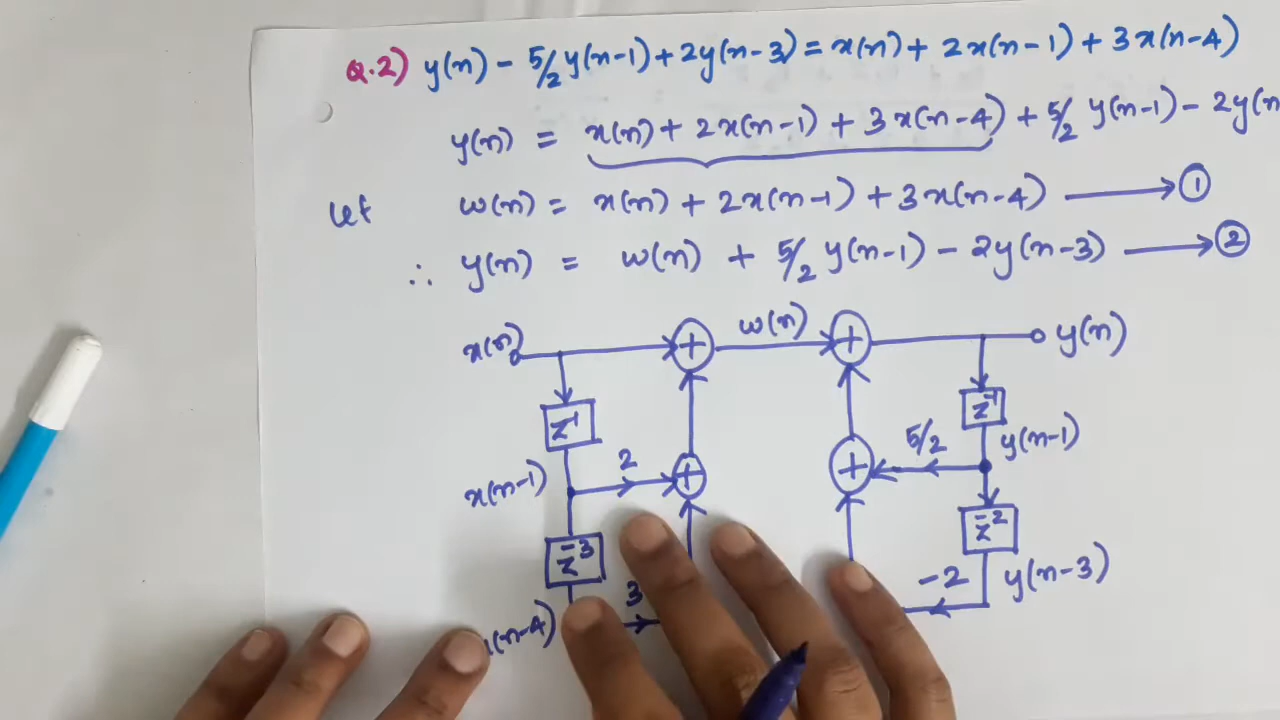 Q.2) y(n) - 5/2 y(n-1) + 2y(n-3) = x(n) + 2x(n-1) + 3x(n-4)
y(n) = x(n) + 2x(n-1) + 3x(n-4) + 5/2 y(n-1) - 2y(n
Let w(n) = x(n) + 2x(n-1) + 3x(n-4) → ①
∴ y(n) = w(n) + 5/2 y(n-1) - 2y(n-3) → ②
x(n) + w(n) + y(n)
z⁻¹ z⁻¹
x(n-1) 2 + + 5/2 y(n-1)
z⁻³ z⁻²
(n-4) 3 -2 y(n-3)